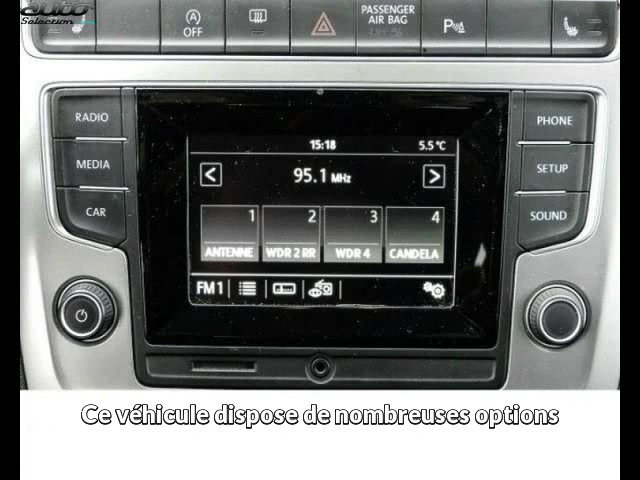 auto
Selection
OFF
PASSENGER
AIR BAG
P
RADIO
MEDIA
CAR
PHONE
SETUP
SOUND
15:18 5.5 °C
< 95.1 MHz >
1 2 3 4
ANTENNE WDR 2 RR WDR 4 CANDELA
FM1
Ce véhicule dispose de nombreuses options